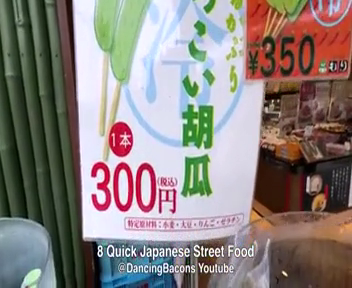 冷
るかぶり
っこい胡瓜
1本
300円
(税込)
特定原材料：小麦・大豆・りんご・ゼラチン
¥350
8 Quick Japanese Street Food
@DancingBacons Youtube